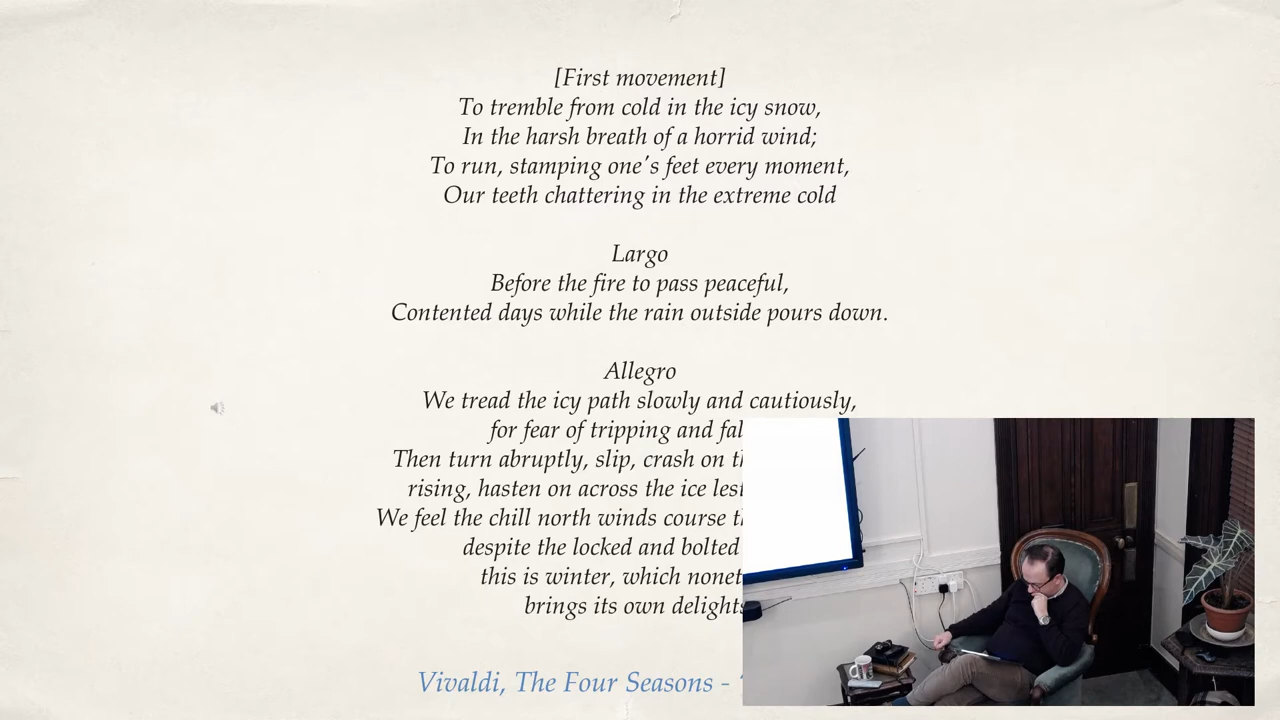 [First movement]
To tremble from cold in the icy snow,
In the harsh breath of a horrid wind;
To run, stamping one's feet every moment,
Our teeth chattering in the extreme cold
Largo
Before the fire to pass peaceful,
Contented days while the rain outside pours down.
Allegro
We tread the icy path slowly and cautiously,
for fear of tripping and
Then turn abruptly, slip, crash on
rising, hasten on across the ice
We feel the chill north winds course
despite the locked and bolted
this is winter, which
brings its own delights
Vivaldi, The Four Seasons -